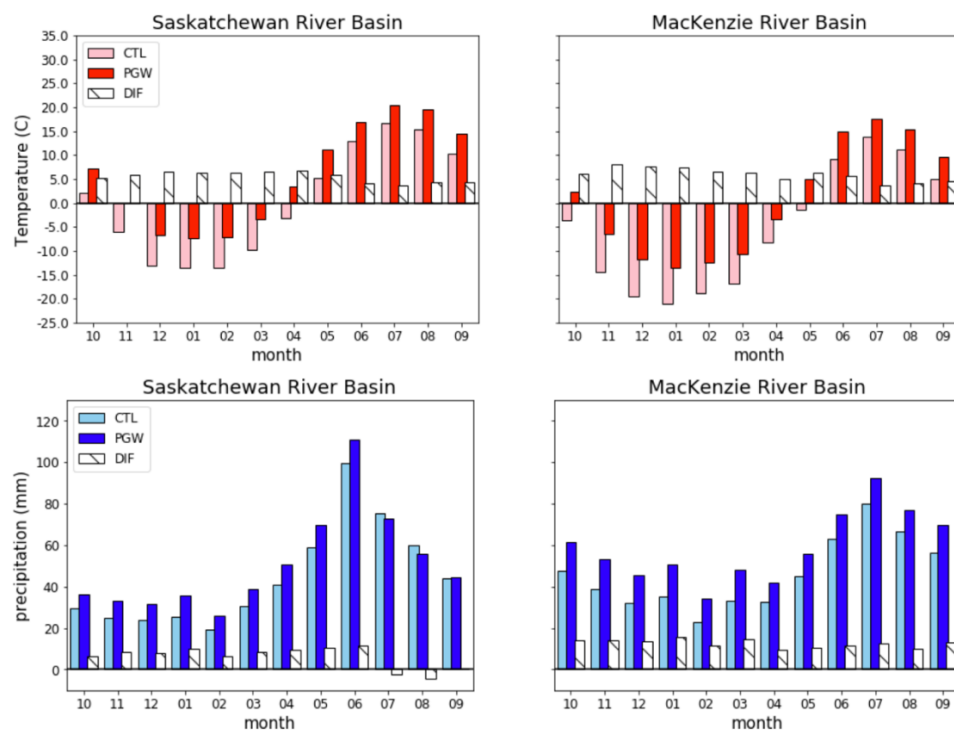 Saskatchewan River Basin
35.0
30.0
25.0
20.0
15.0
10.0
5.0
0.0
-5.0
-10.0
-15.0
-20.0
-25.0
Temperature (C)
CTL
PGW
DIF
10 11 12 01 02 03 04 05 06 07 08 09
month
MacKenzie River Basin
10 11 12 01 02 03 04 05 06 07 08 09
month
Saskatchewan River Basin
120
100
80
60
40
20
0
precipitation (mm)
CTL
PGW
DIF
10 11 12 01 02 03 04 05 06 07 08 09
month
MacKenzie River Basin
10 11 12 01 02 03 04 05 06 07 08 09
month